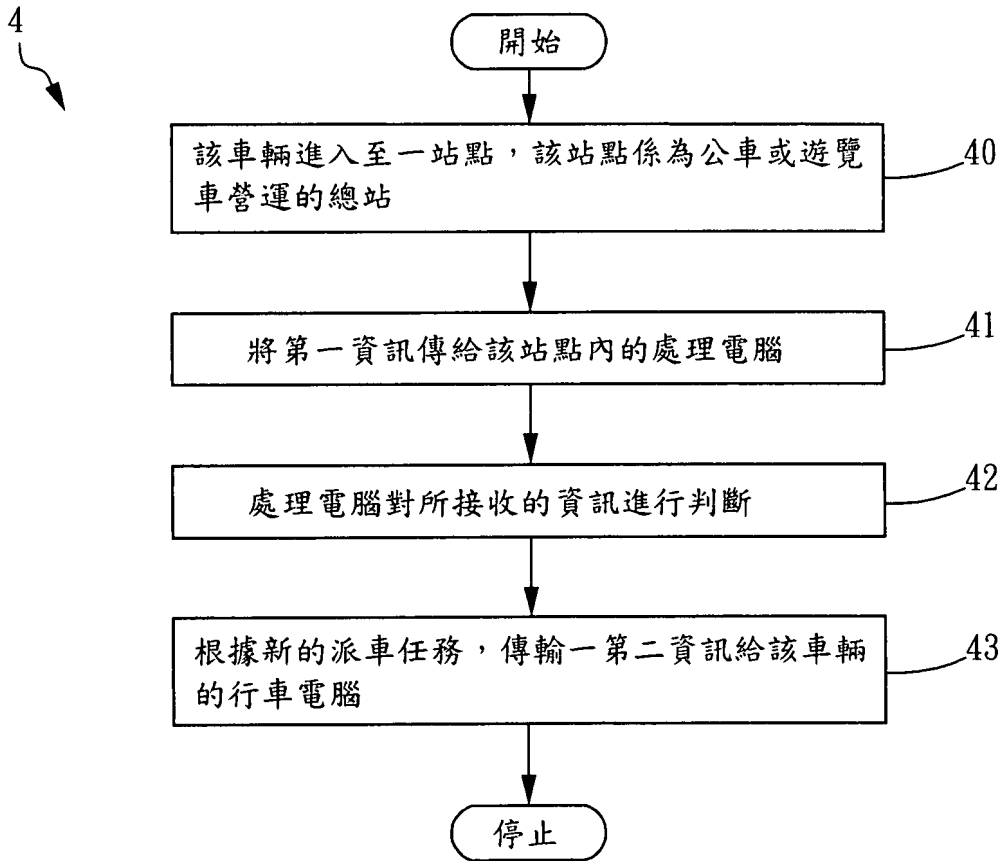 4
開始
該車輛進入至一站點，該站點係為公車或遊覽
車營運的總站
40
將第一資訊傳給該站點內的處理電腦
41
處理電腦對所接收的資訊進行判斷
42
根據新的派車任務，傳輸一第二資訊給該車輛
的行車電腦
43
停止